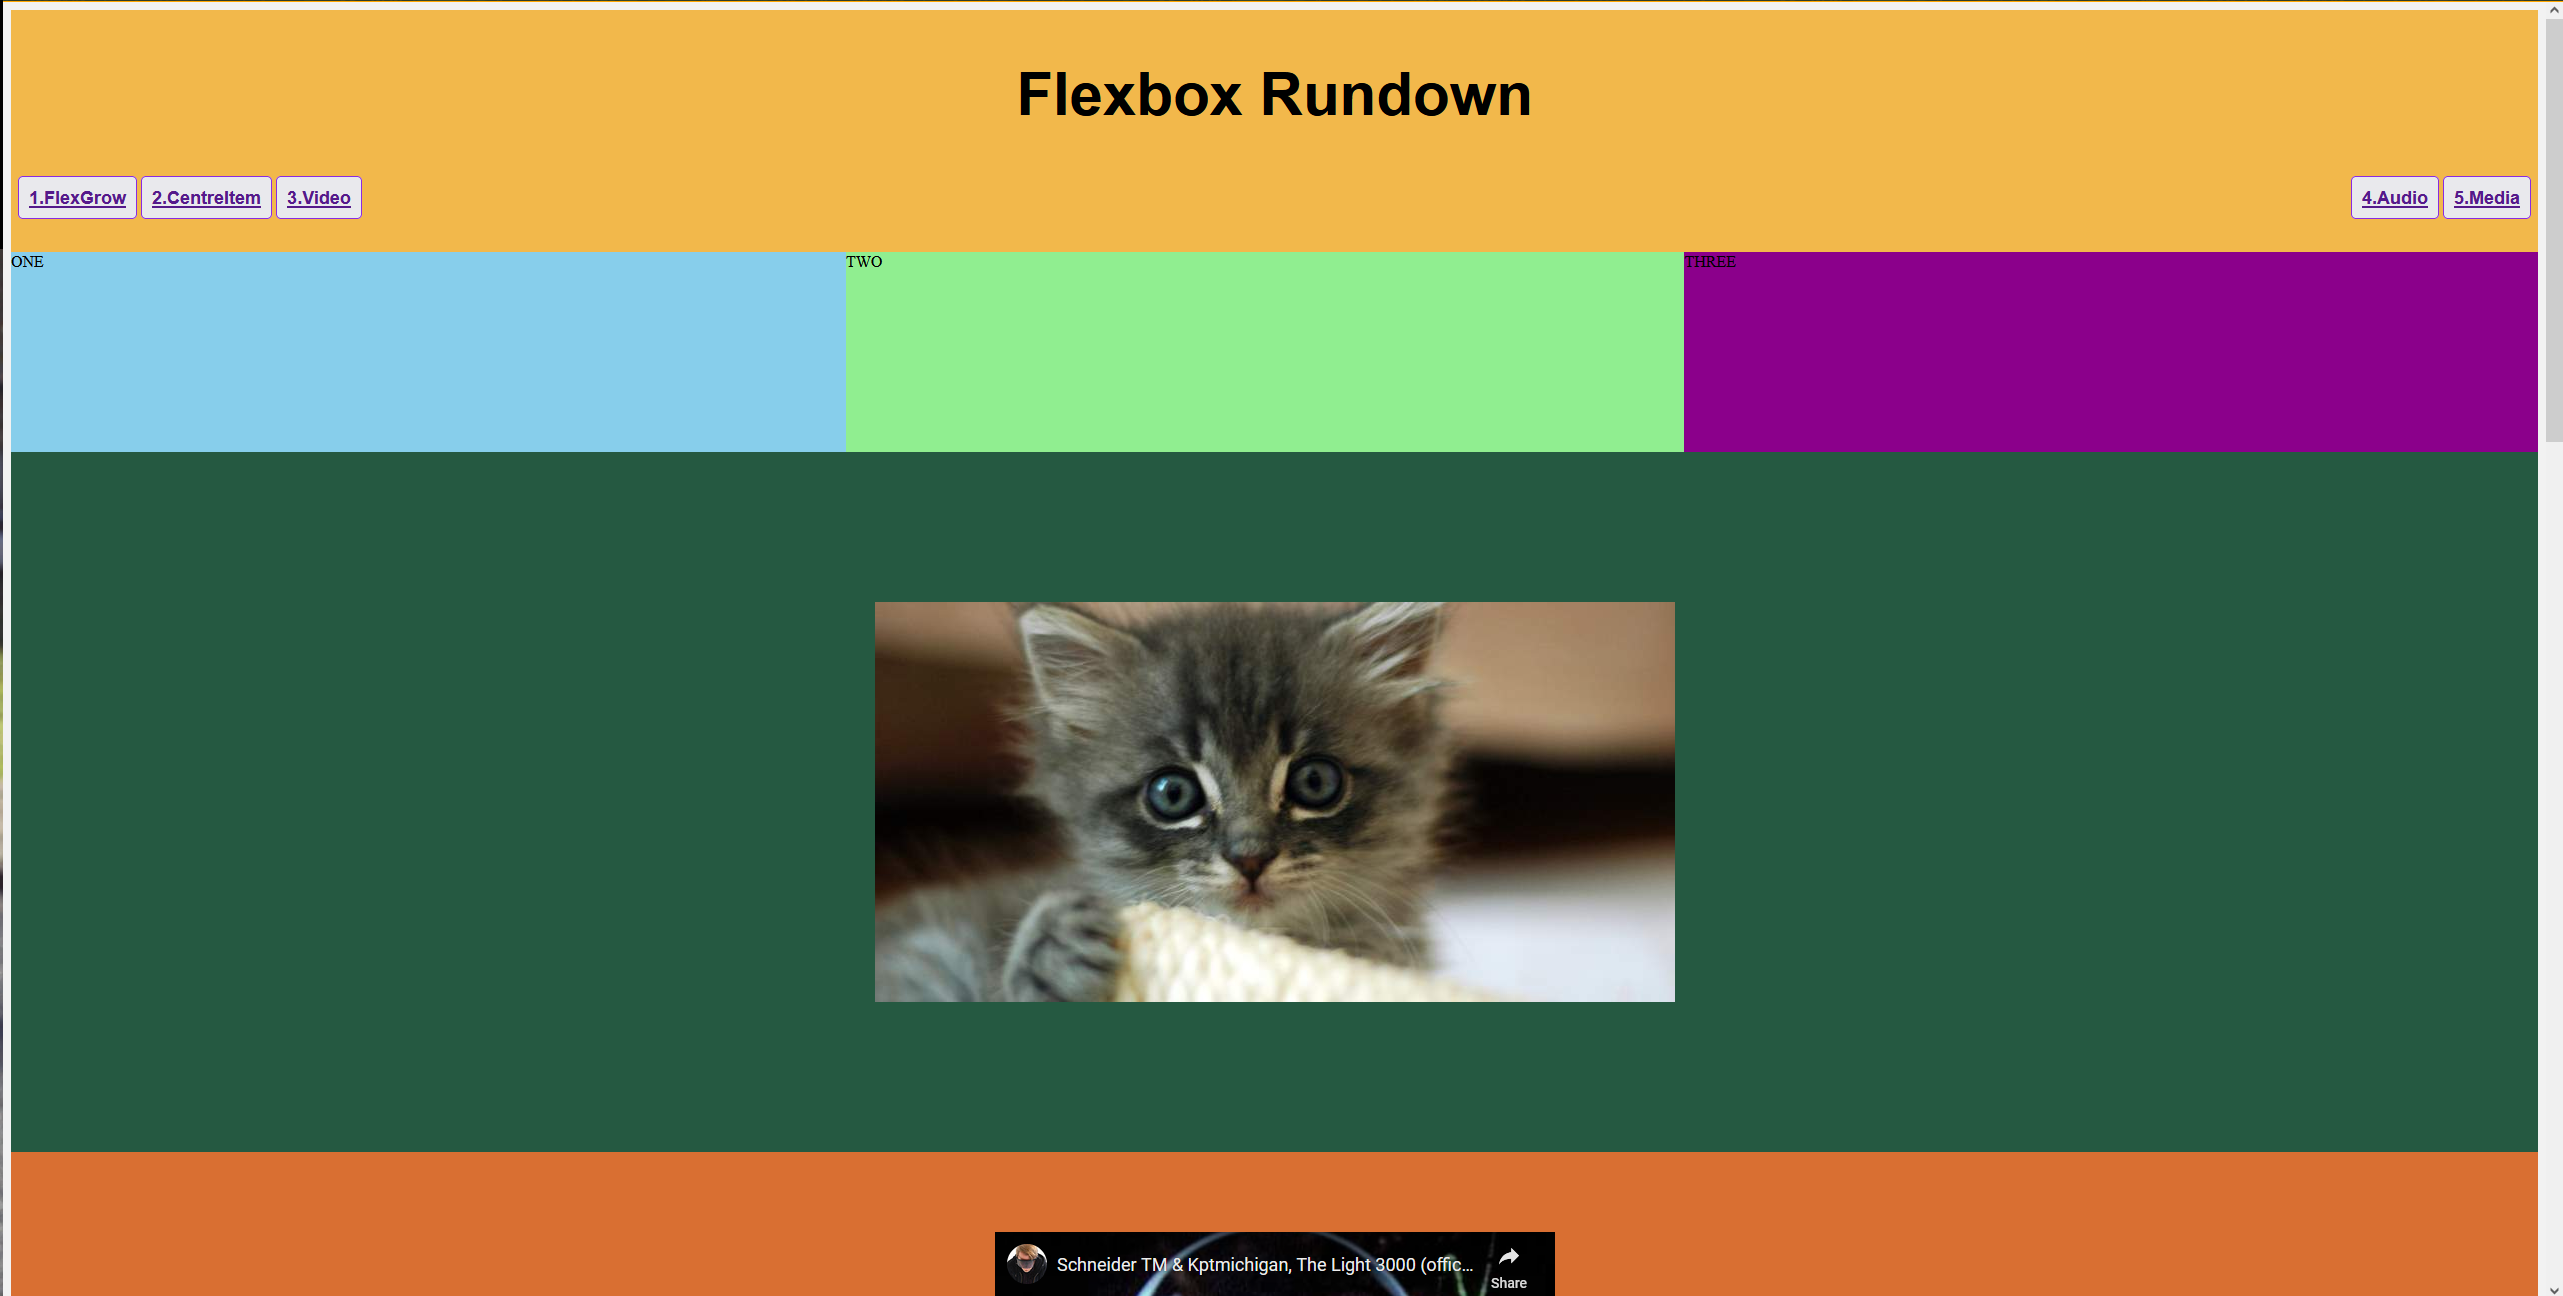 Flexbox Rundown
1.FlexGrow 2.CentreItem 3.Video 4.Audio 5.Media
ONE TWO THREE
Schneider TM & Kptmichigan, The Light 3000 (offic...
Share